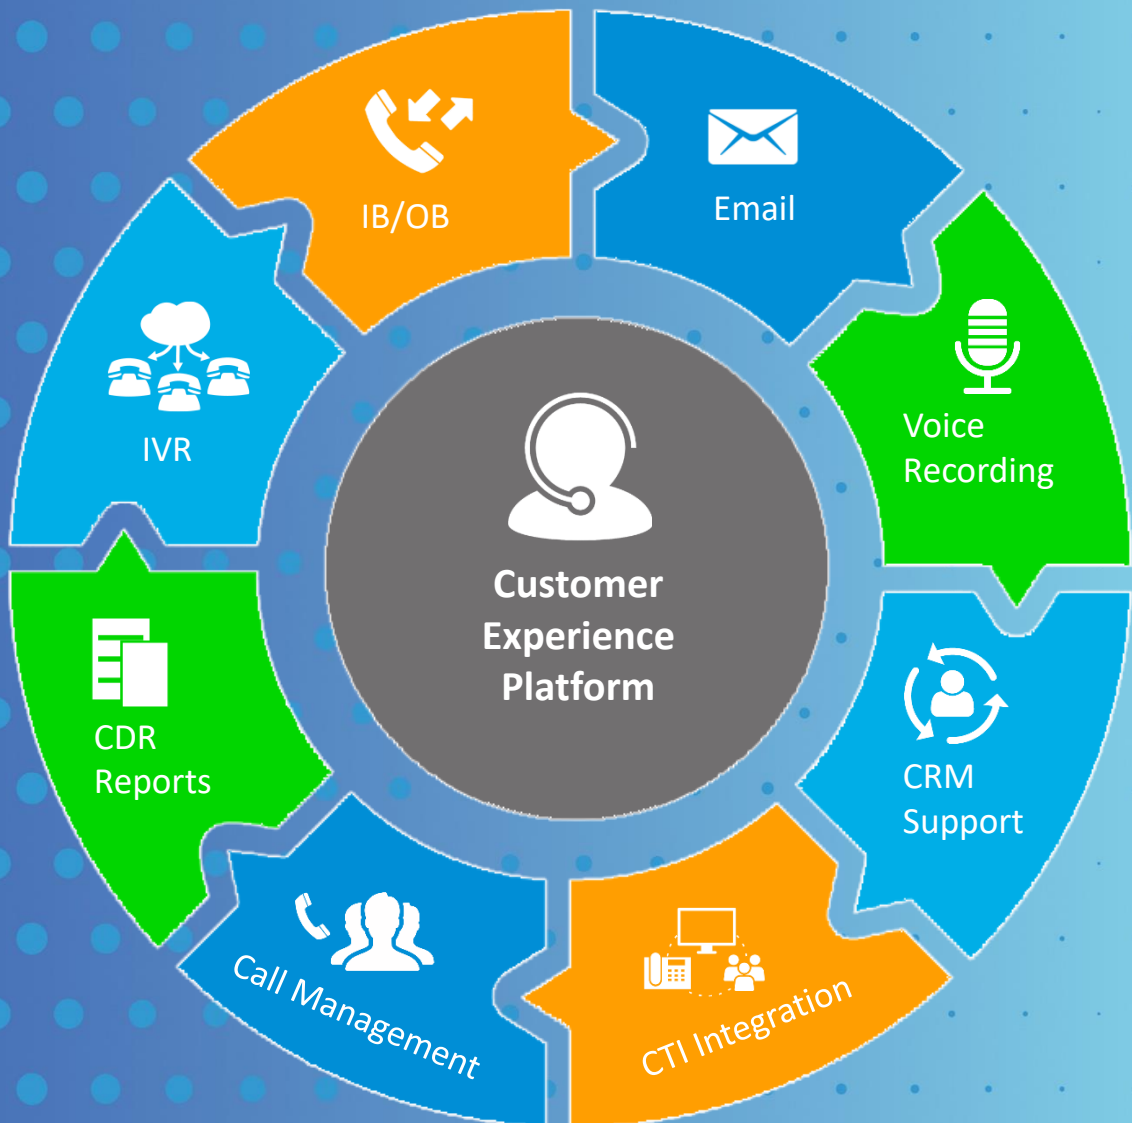 IB/OB
Email
Voice
Recording
CRM
Support
CTI Integration
Call Management
CDR
Reports
IVR
Customer
Experience
Platform